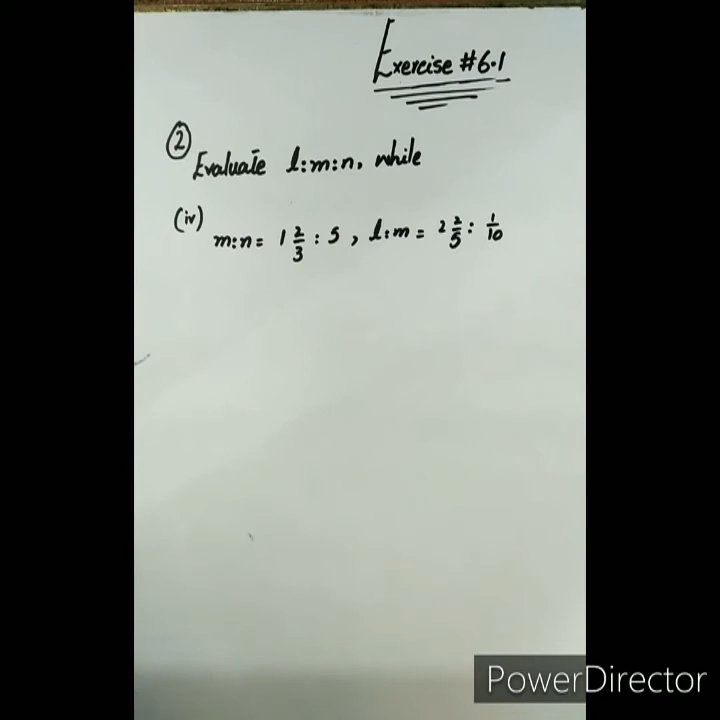 Exercise #6.1
② Evaluate l:m:n, while
(iv) m:n = 1 2/3 : 5 , l:m = 2 2/5 : 1/10
PowerDirector